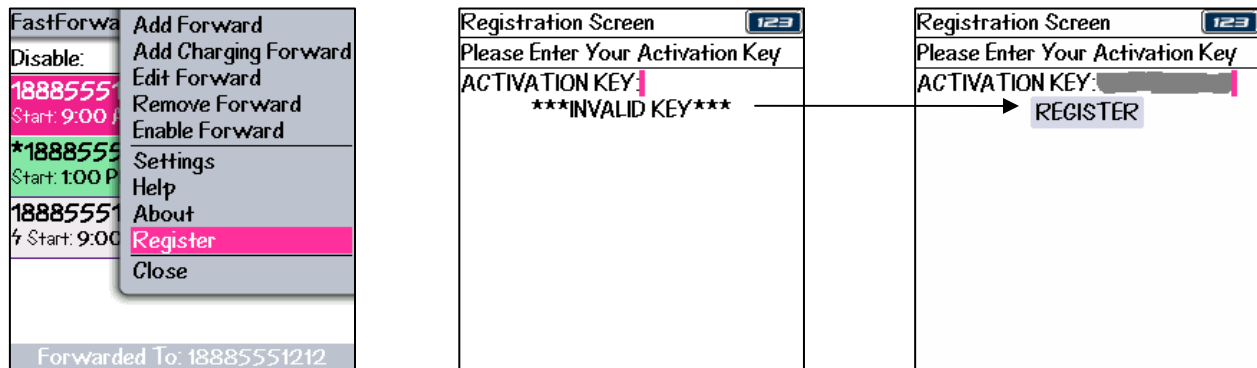 FastForwa
Disable:
18885551
Start: 9:00 A
*1888555
Start: 1:00 P
18885551
Start: 9:00
Add Forward
Add Charging Forward
Edit Forward
Remove Forward
Enable Forward
Settings
Help
About
Register
Close
Forwarded To: 18885551212
Registration Screen 123
Please Enter Your Activation Key
ACTIVATION KEY:
***INVALID KEY***
Registration Screen 123
Please Enter Your Activation Key
ACTIVATION KEY:
REGISTER